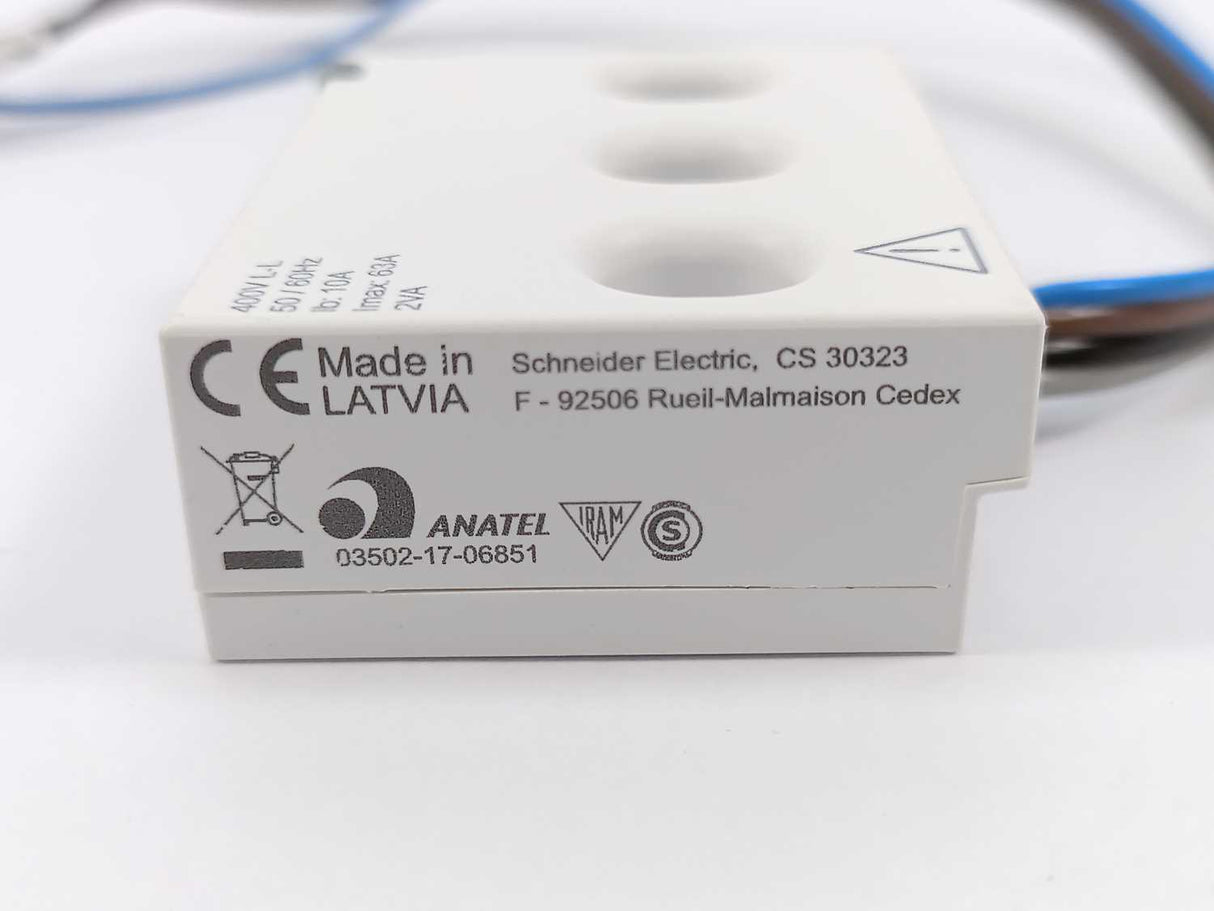 400V L-L
50 / 60Hz
Ib: 10A
Imax: 63A
2VA
CE Made in
LATVIA
Schneider Electric, CS 30323
F - 92506 Rueil-Malmaison Cedex
ANATEL
03502-17-06851
IRAM
S